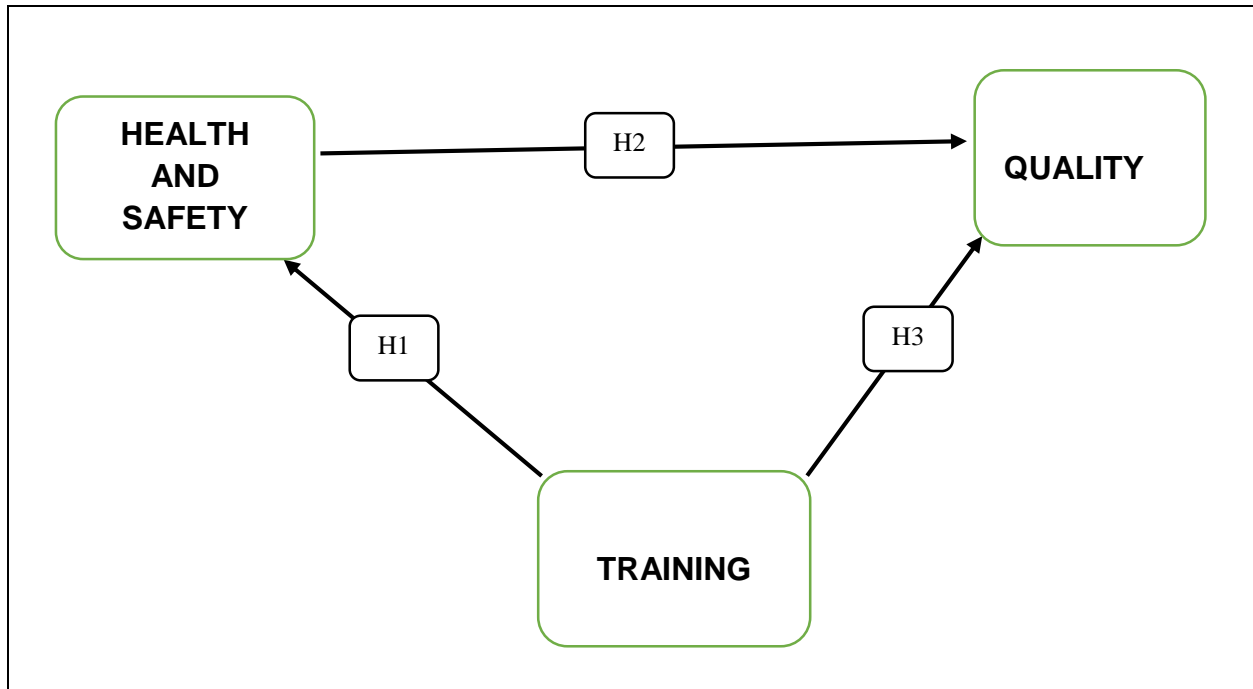 HEALTH
AND
SAFETY
H2
QUALITY
H1
H3
TRAINING